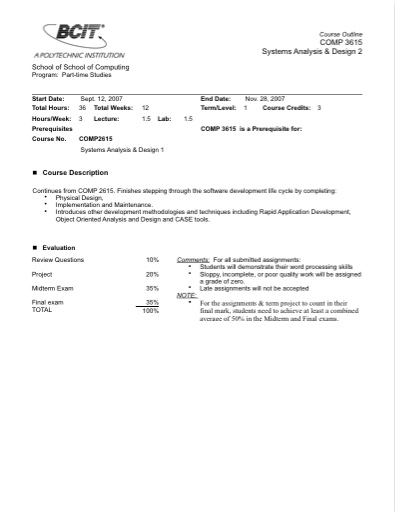 BCIT
A POLYTECHNIC INSTITUTION
Course Outline
COMP 3615
Systems Analysis & Design 2
School of School of Computing
Program: Part-time Studies
Start Date: Sept. 12, 2007 End Date: Nov. 28, 2007
Total Hours: 36 Total Weeks: 12 Term/Level: 1 Course Credits: 3
Hours/Week: 3 Lecture: 1.5 Lab: 1.5
Prerequisites COMP 3615 is a Prerequisite for:
Course No. COMP2615
Systems Analysis & Design 1
■ Course Description
Continues from COMP 2615. Finishes stepping through the software development life cycle by completing:
• Physical Design,
• Implementation and Maintenance.
• Introduces other development methodologies and techniques including Rapid Application Development,
Object Oriented Analysis and Design and CASE tools.
■ Evaluation
Review Questions 10%
Project 20%
Midterm Exam 35%
Final exam 35%
TOTAL 100%
Comments: For all submitted assignments:
• Students will demonstrate their word processing skills
• Sloppy, incomplete, or poor quality work will be assigned
a grade of zero.
• Late assignments will not be accepted
NOTE:
• For the assignments & term project to count in their
final mark, students need to achieve at least a combined
average of 50% in the Midterm and Final exams.